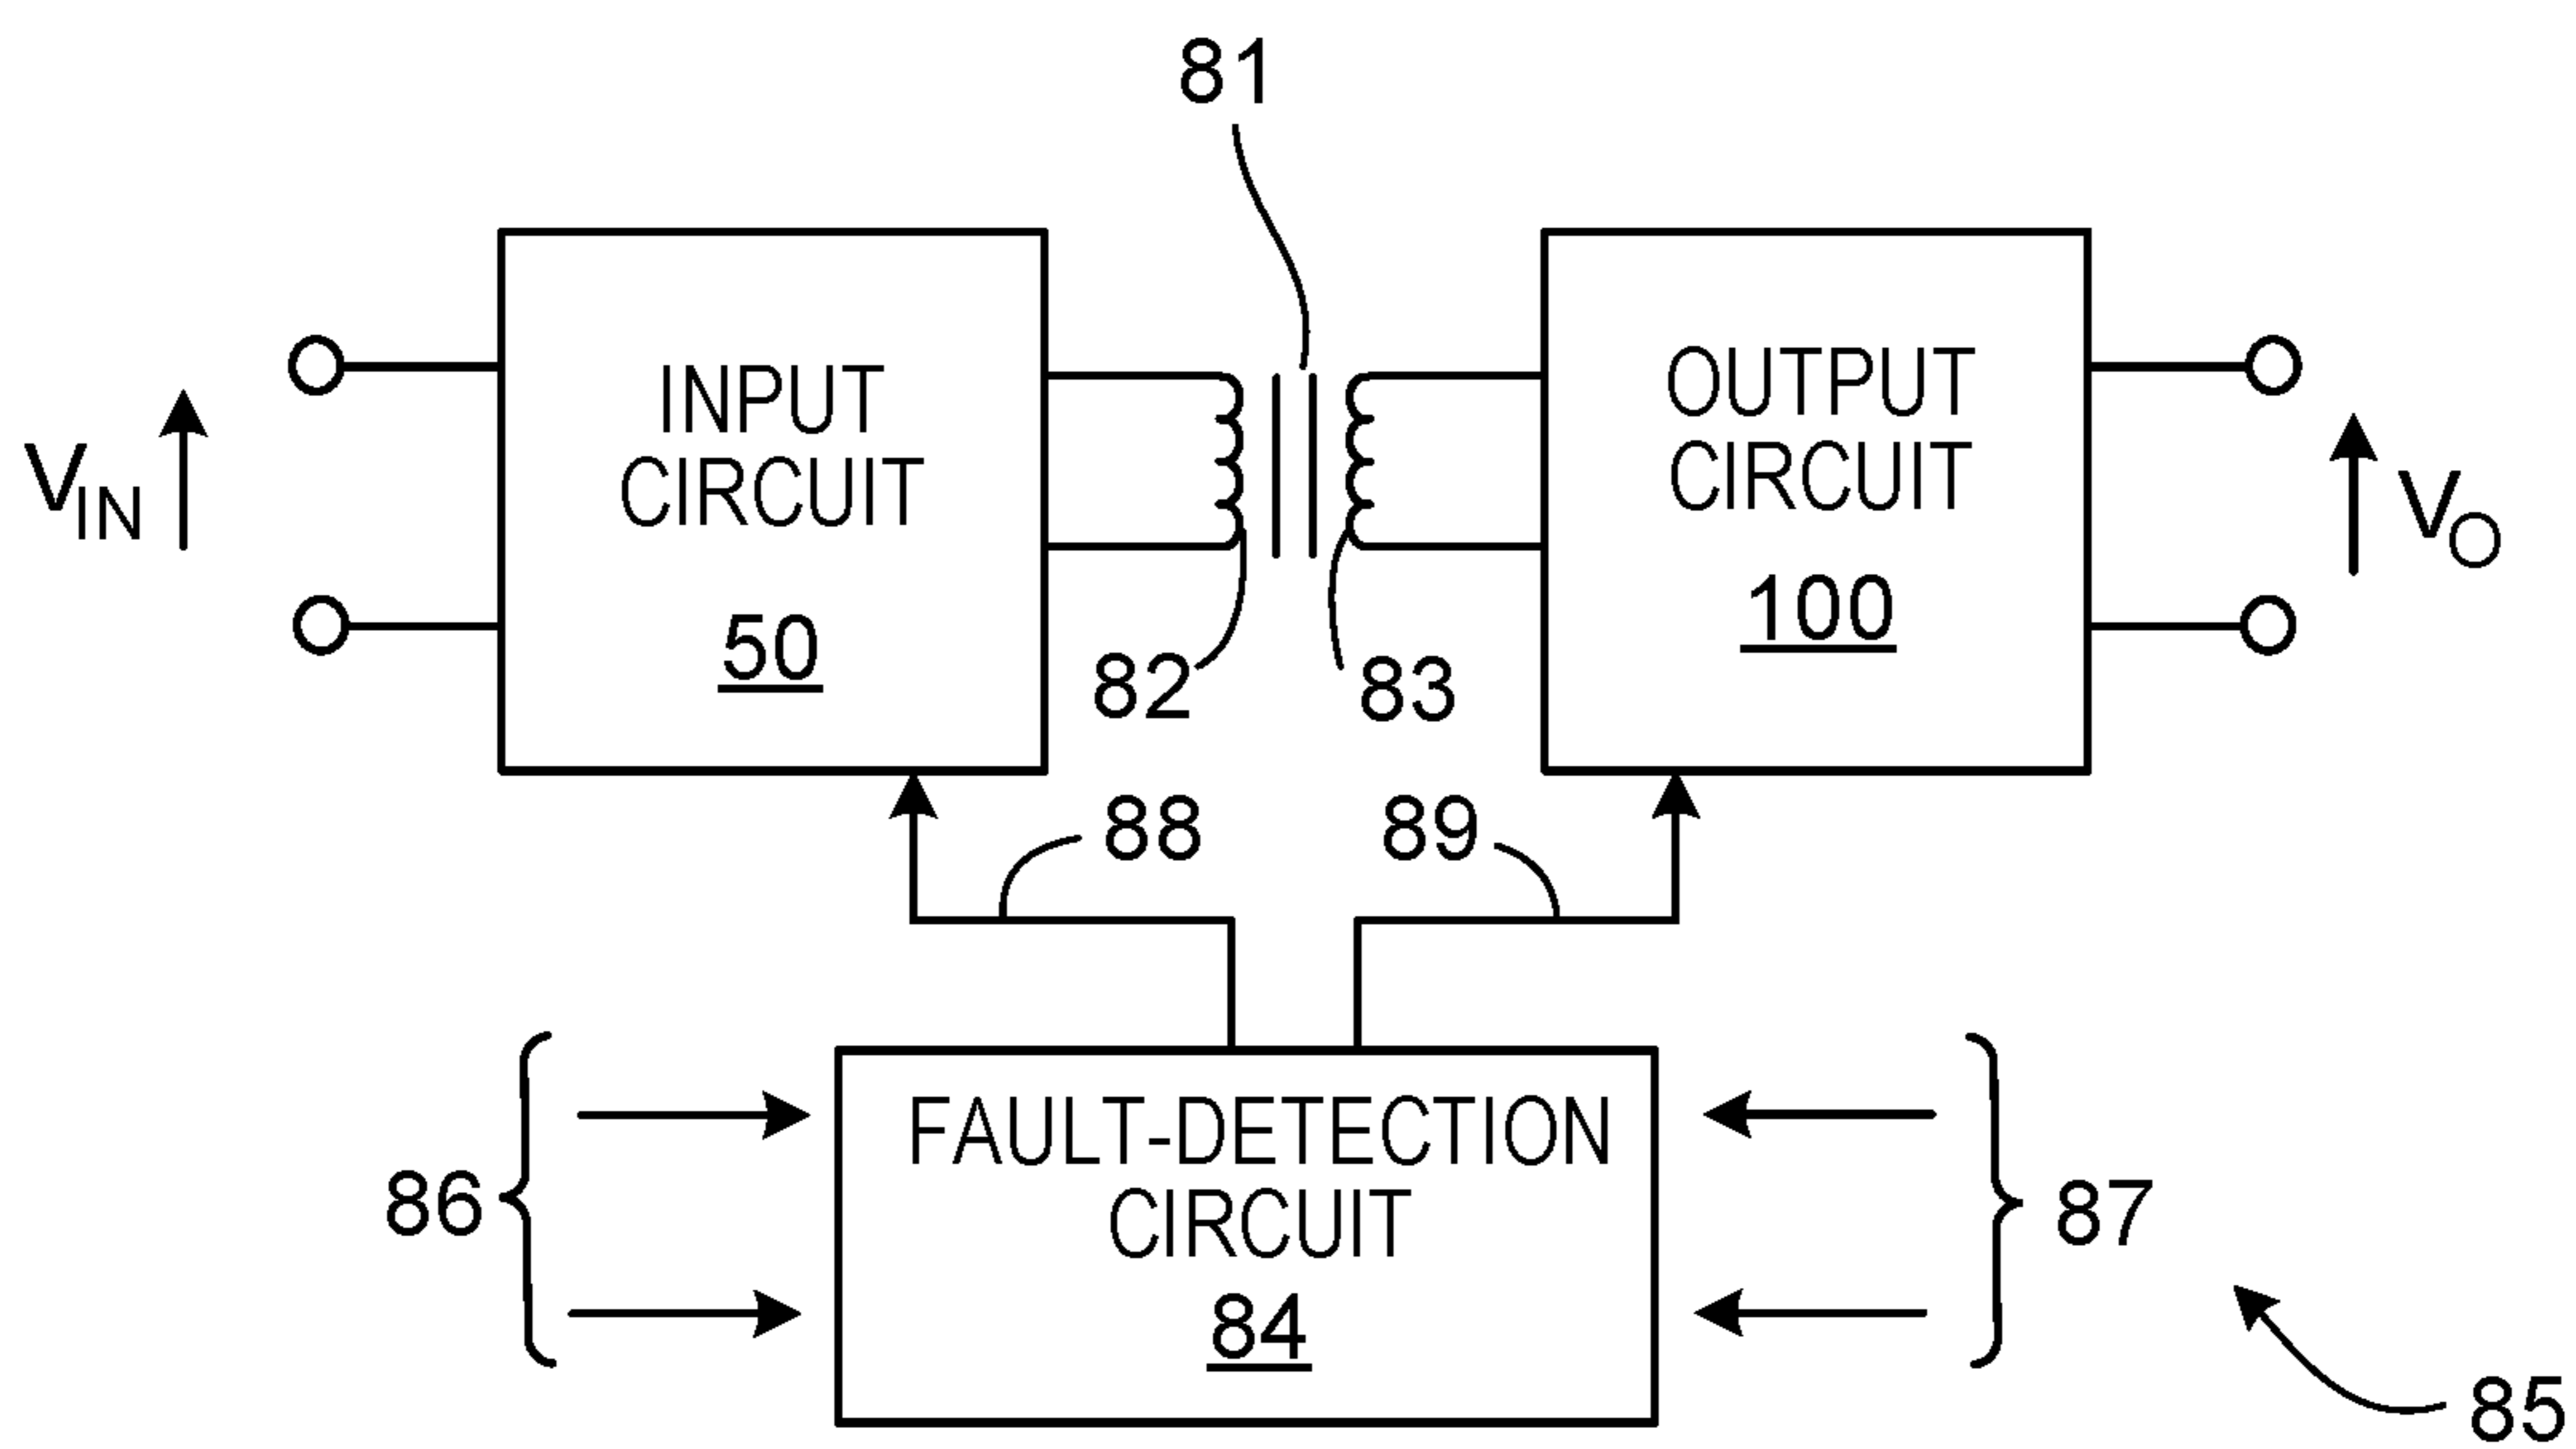 81
INPUT
CIRCUIT
50
OUTPUT
CIRCUIT
100
VIN
VO
82
83
88
89
FAULT-DETECTION
CIRCUIT
84
86
87
85